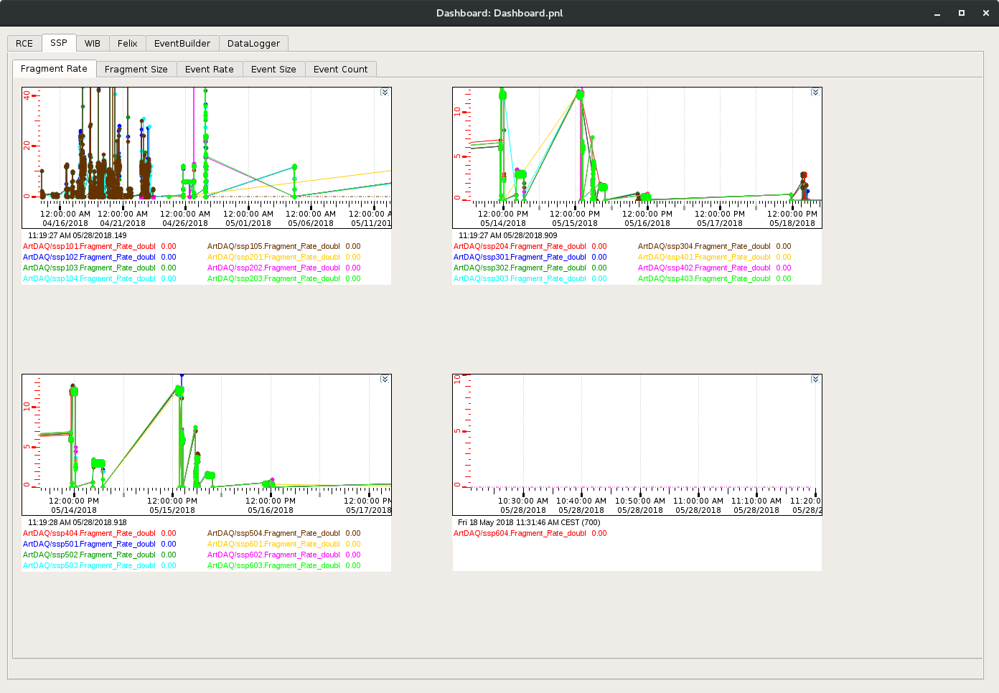 Dashboard: Dashboard.pnl
RCE SSP WIB Felix EventBuilder DataLogger
Fragment Rate Fragment Size Event Rate Event Size Event Count
40
20
0
12:00:00 AM 12:00:00 AM 12:00:00 AM 12:00:00 AM 12:00:00 AM 12:00:00 A
04/16/2018 04/21/2018 04/26/2018 05/01/2018 05/06/2018 05/11/201
11:19:27 AM 05/28/2018.149
ArtDAQ/ssp101.Fragment_Rate_doubl 0.00 ArtDAQ/ssp105.Fragment_Rate_doubl 0.00
ArtDAQ/ssp102.Fragment_Rate_doubl 0.00 ArtDAQ/ssp201.Fragment_Rate_doubl 0.00
ArtDAQ/ssp103.Fragment_Rate_doubl 0.00 ArtDAQ/ssp202.Fragment_Rate_doubl 0.00
ArtDAQ/ssp104.Fragment_Rate_doubl 0.00 ArtDAQ/ssp203.Fragment_Rate_doubl 0.00
10
5
0
12:00:00 PM 12:00:00 PM 12:00:00 PM 12:00:00 PM 12:00:00 PM
05/14/2018 05/15/2018 05/16/2018 05/17/2018 05/18/2018
11:19:27 AM 05/28/2018.909
ArtDAQ/ssp204.Fragment_Rate_doubl 0.00 ArtDAQ/ssp304.Fragment_Rate_doubl 0.00
ArtDAQ/ssp301.Fragment_Rate_doubl 0.00 ArtDAQ/ssp401.Fragment_Rate_doubl 0.00
ArtDAQ/ssp302.Fragment_Rate_doubl 0.00 ArtDAQ/ssp402.Fragment_Rate_doubl 0.00
ArtDAQ/ssp303.Fragment_Rate_doubl 0.00 ArtDAQ/ssp403.Fragment_Rate_doubl 0.00
10
5
0
12:00:00 PM 12:00:00 PM 12:00:00 PM 12:00:00 PM
05/14/2018 05/15/2018 05/16/2018 05/17/2018
11:19:28 AM 05/28/2018.918
ArtDAQ/ssp404.Fragment_Rate_doubl 0.00 ArtDAQ/ssp504.Fragment_Rate_doubl 0.00
ArtDAQ/ssp501.Fragment_Rate_doubl 0.00 ArtDAQ/ssp601.Fragment_Rate_doubl 0.00
ArtDAQ/ssp502.Fragment_Rate_doubl 0.00 ArtDAQ/ssp602.Fragment_Rate_doubl 0.00
ArtDAQ/ssp503.Fragment_Rate_doubl 0.00 ArtDAQ/ssp603.Fragment_Rate_doubl 0.00
10
5
0
10:30:00 AM 10:40:00 AM 10:50:00 AM 11:00:00 AM 11:10:00 AM 11:20:0
05/28/2018 05/28/2018 05/28/2018 05/28/2018 05/28/2018 05/28/2
Fri 18 May 2018 11:31:46 AM CEST (700)
ArtDAQ/ssp604.Fragment_Rate_doubl 0.00